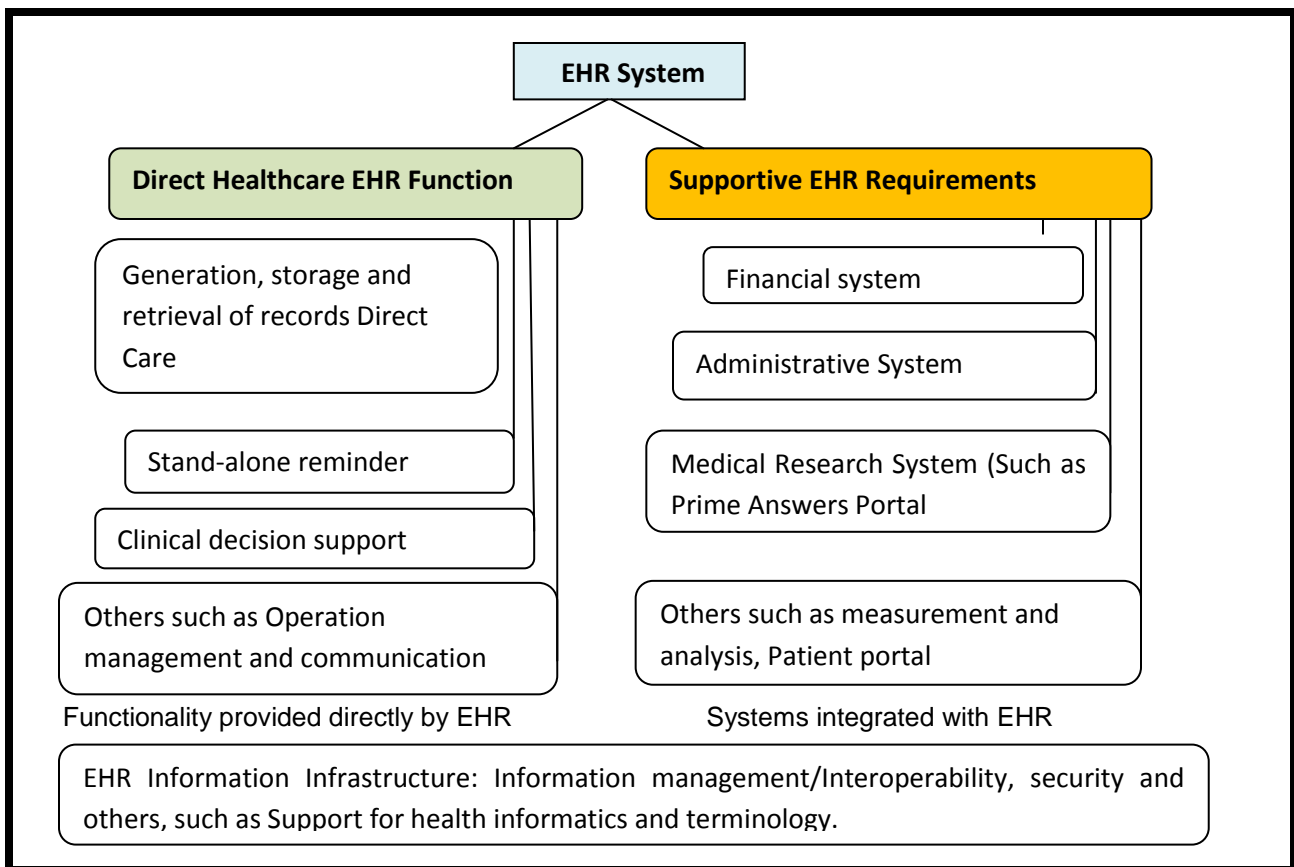 EHR System
Direct Healthcare EHR Function
Generation, storage and
retrieval of records Direct
Care
Stand-alone reminder
Clinical decision support
Others such as Operation
management and communication
Functionality provided directly by EHR
Supportive EHR Requirements
Financial system
Administrative System
Medical Research System (Such as
Prime Answers Portal
Others such as measurement and
analysis, Patient portal
Systems integrated with EHR
EHR Information Infrastructure: Information management/Interoperability, security and
others, such as Support for health informatics and terminology.